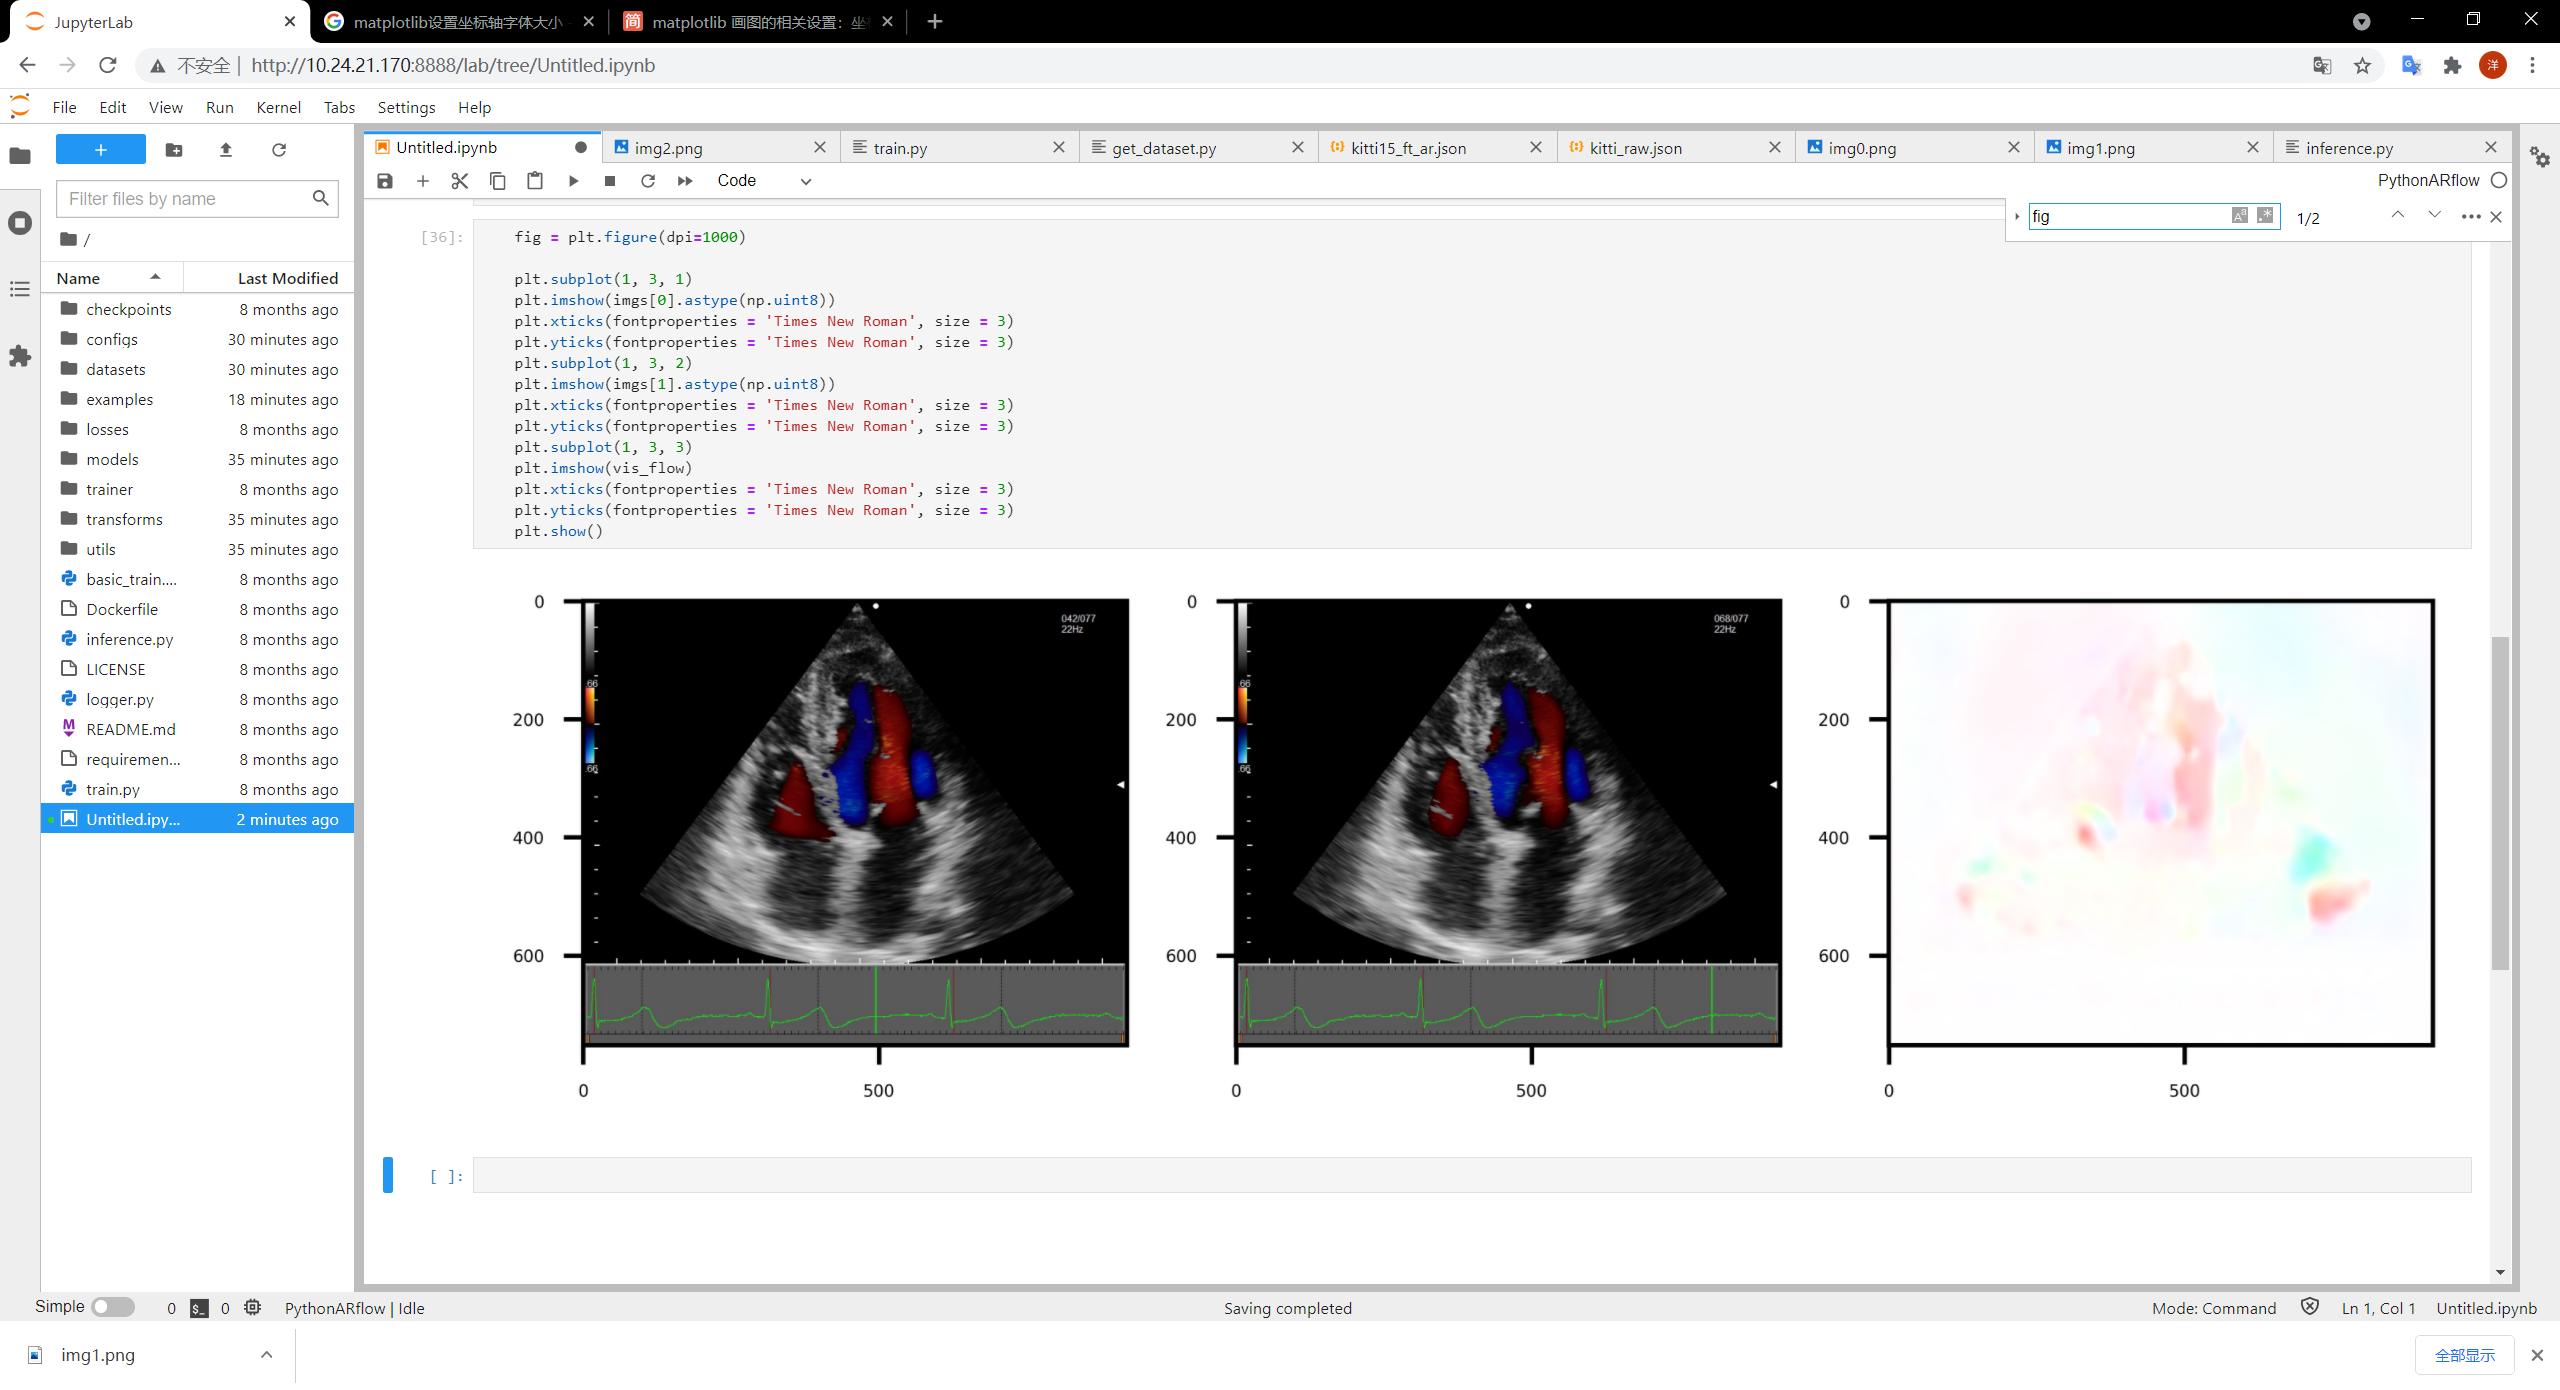 JupyterLab
matplotlib设置坐标轴字体大小
matplotlib 画图的相关设置：坐
不安全 | http://10.24.21.170:8888/lab/tree/Untitled.ipynb
洋
File Edit View Run Kernel Tabs Settings Help
Untitled.ipynb
img2.png
train.py
get_dataset.py
kitti15_ft_ar.json
kitti_raw.json
img0.png
img1.png
inference.py
Code
PythonARflow
fig
1/2
Filter files by name
/
Name Last Modified
checkpoints 8 months ago
configs 30 minutes ago
datasets 30 minutes ago
examples 18 minutes ago
losses 8 months ago
models 35 minutes ago
trainer 8 months ago
transforms 35 minutes ago
utils 35 minutes ago
basic_train.... 8 months ago
Dockerfile 8 months ago
inference.py 8 months ago
LICENSE 8 months ago
logger.py 8 months ago
README.md 8 months ago
requiremen... 8 months ago
train.py 8 months ago
Untitled.ipy... 2 minutes ago
[36]:
fig = plt.figure(dpi=1000)
plt.subplot(1, 3, 1)
plt.imshow(imgs[0].astype(np.uint8))
plt.xticks(fontproperties = 'Times New Roman', size = 3)
plt.yticks(fontproperties = 'Times New Roman', size = 3)
plt.subplot(1, 3, 2)
plt.imshow(imgs[1].astype(np.uint8))
plt.xticks(fontproperties = 'Times New Roman', size = 3)
plt.yticks(fontproperties = 'Times New Roman', size = 3)
plt.subplot(1, 3, 3)
plt.imshow(vis_flow)
plt.xticks(fontproperties = 'Times New Roman', size = 3)
plt.yticks(fontproperties = 'Times New Roman', size = 3)
plt.show()
0
200
400
600
0 500
042/077
22Hz
.66
.66
0
200
400
600
0 500
068/077
22Hz
.66
.66
0
200
400
600
0 500
[ ]:
Simple 0 $_ 0 PythonARflow | Idle
Saving completed
Mode: Command Ln 1, Col 1 Untitled.ipynb
img1.png
全部显示